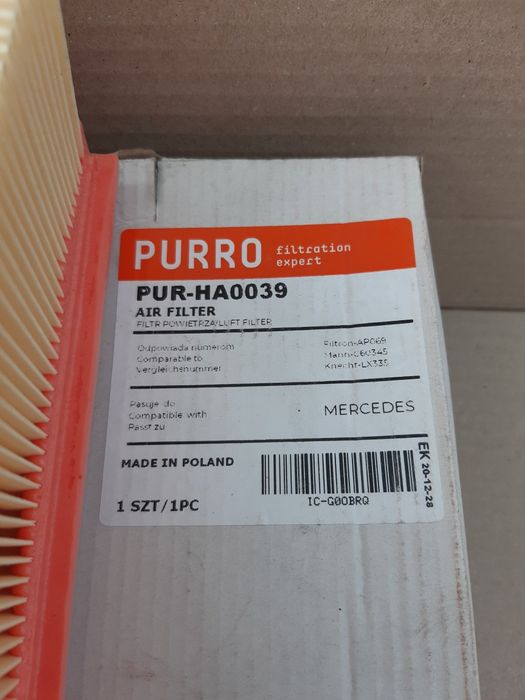 PURRO
filtration
expert
PUR-HA0039
AIR FILTER
FILTR POWIETRZA/LUFT FILTER
Odpowiada numerom
Comparable to
Vergleichsnummer
Filtron-AP069
Mann-C60345
Knecht-LX335
Pasuje do
Compatible with
Passt zu
MERCEDES
MADE IN POLAND
1 SZT/1PC
IC-G00BRQ
EK 20-12-28